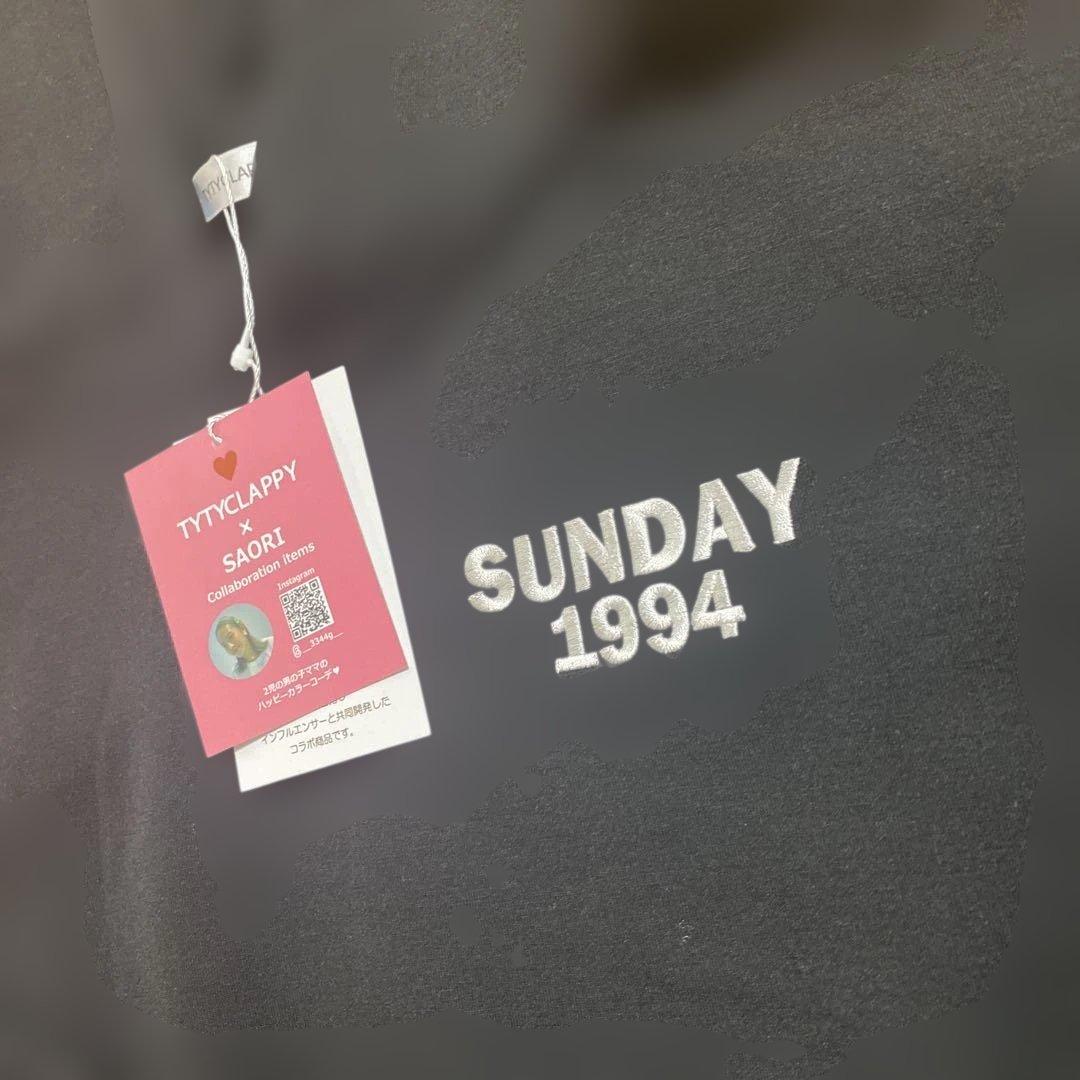 TYTYCLAP
TYTYCLAPPY
×
SAORI
Collaboration items
Instagram
@__3344g__
2児の男の子ママの
ハッピーカラーコーデ♥
インフルエンサーと共同開発した
コラボ商品です。
SUNDAY
1994